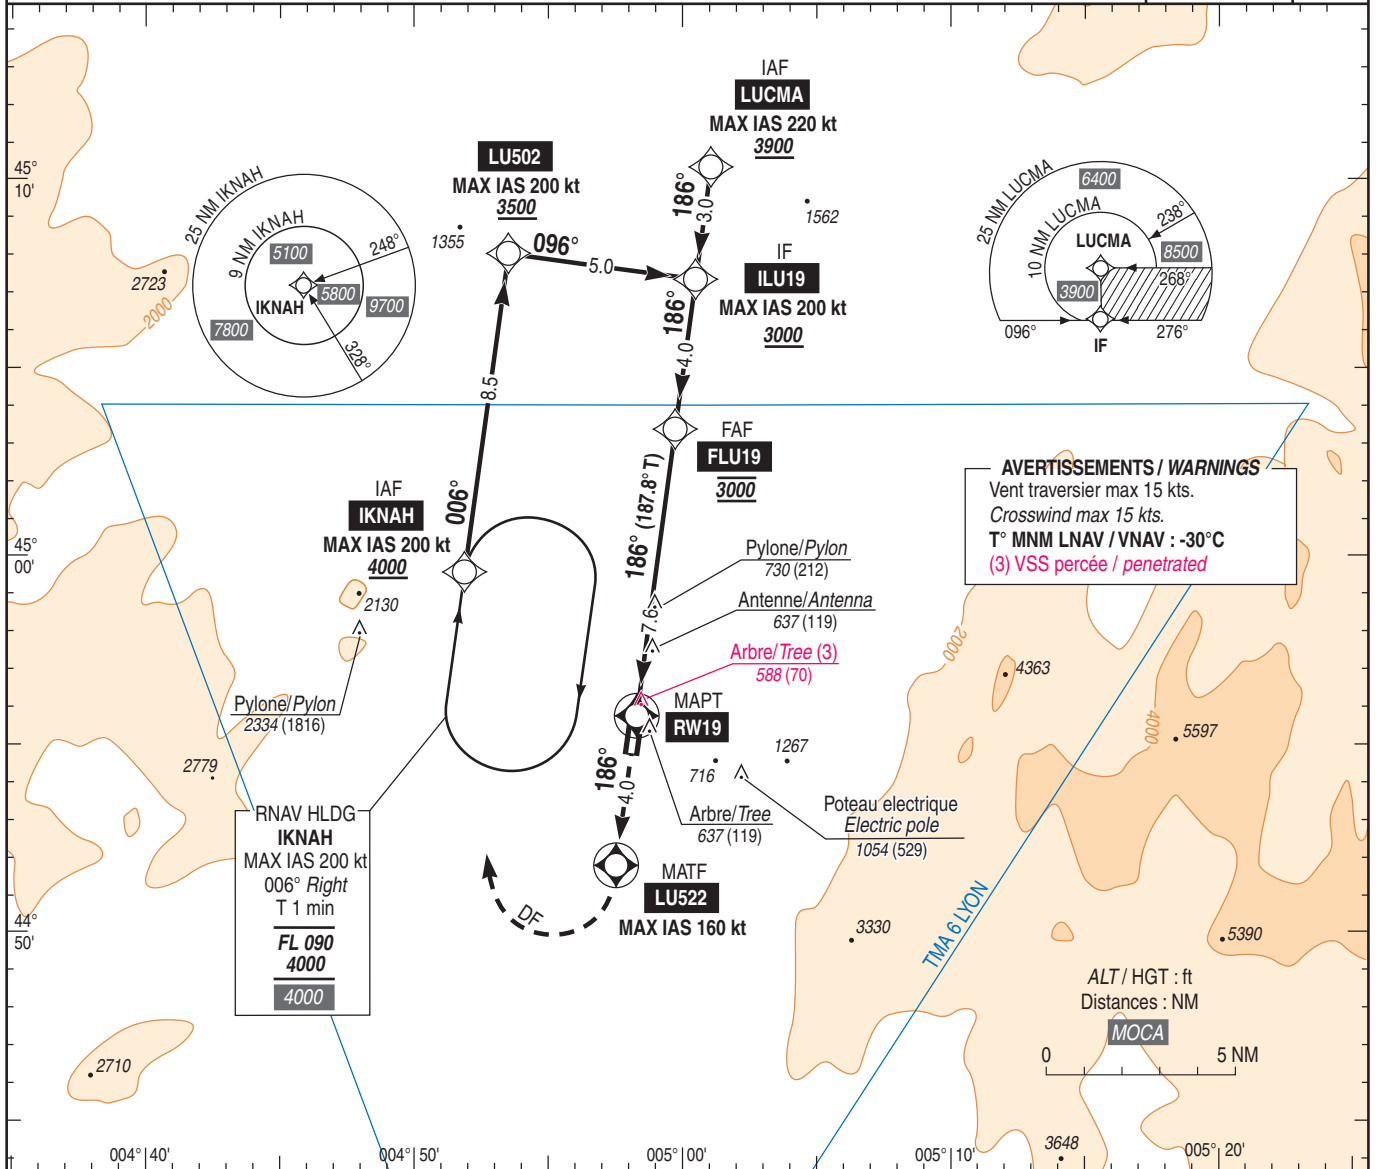 IAF
LUCMA
MAX IAS 220 kt
3900
LU502
MAX IAS 200 kt
3500
45°
10'
25 NM IKNAH
9 NM IKNAH
5100
248°
5800
IKNAH
9700
7800
328°
1355
096°
5.0
186°
3.0
1562
IF
ILU19
MAX IAS 200 kt
3000
25 NM LUCMA
10 NM LUCMA
6400
238°
LUCMA
8500
268°
3900
096°
276°
IF
2723
2000
186°
4.0
8.5
FAF
FLU19
3000
AVERTISSEMENTS / WARNINGS
Vent traversier max 15 kts.
Crosswind max 15 kts.
T° MNM LNAV / VNAV : -30°C
(3) VSS percée / penetrated
IAF
IKNAH
MAX IAS 200 kt
4000
006°
186° (187.8°T)
45°
00'
Pylone/Pylon
730 (212)
Antenne/Antenna
637 (119)
7.6
Arbre/Tree (3)
588 (70)
2130
2000
4363
Pylone/Pylon
2334 (1816)
MAPT
RW19
4000
5597
2779
186°
4.0
716
1267
Arbre/Tree
637 (119)
Poteau electrique
Electric pole
1054 (529)
RNAV HLDG
IKNAH
MAX IAS 200 kt
006° Right
T 1 min
FL 090
4000
4000
MATF
LU522
MAX IAS 160 kt
DF
44°
50'
TMA 6 LYON
3330
5390
ALT / HGT : ft
Distances : NM
MOCA
0
5 NM
2710
3648
004° 40'
004° 50'
005° 00'
005° 10'
005° 20'